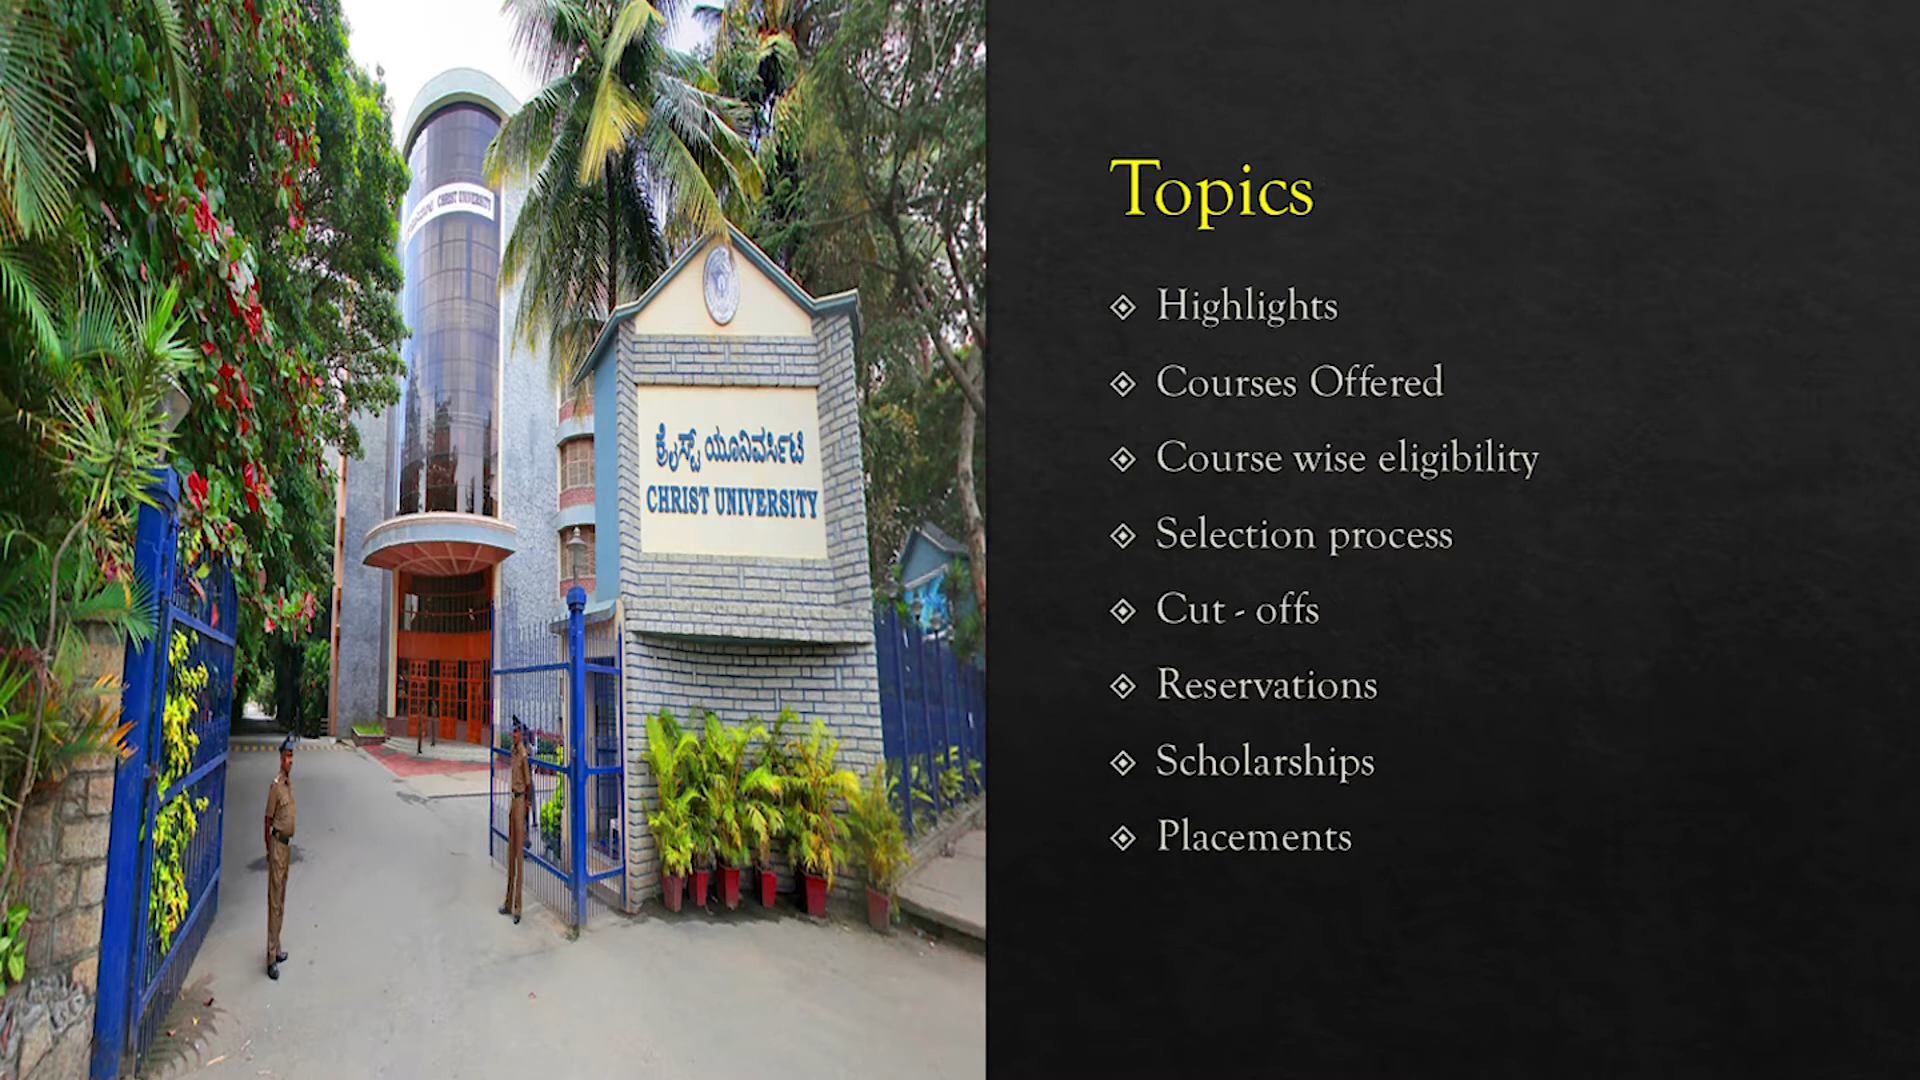 CHRIST UNIVERSITY
ಕ್ರೈಸ್ಟ್ ಯೂನಿವರ್ಸಿಟಿ
CHRIST UNIVERSITY
Topics
Highlights
Courses Offered
Course wise eligibility
Selection process
Cut - offs
Reservations
Scholarships
Placements